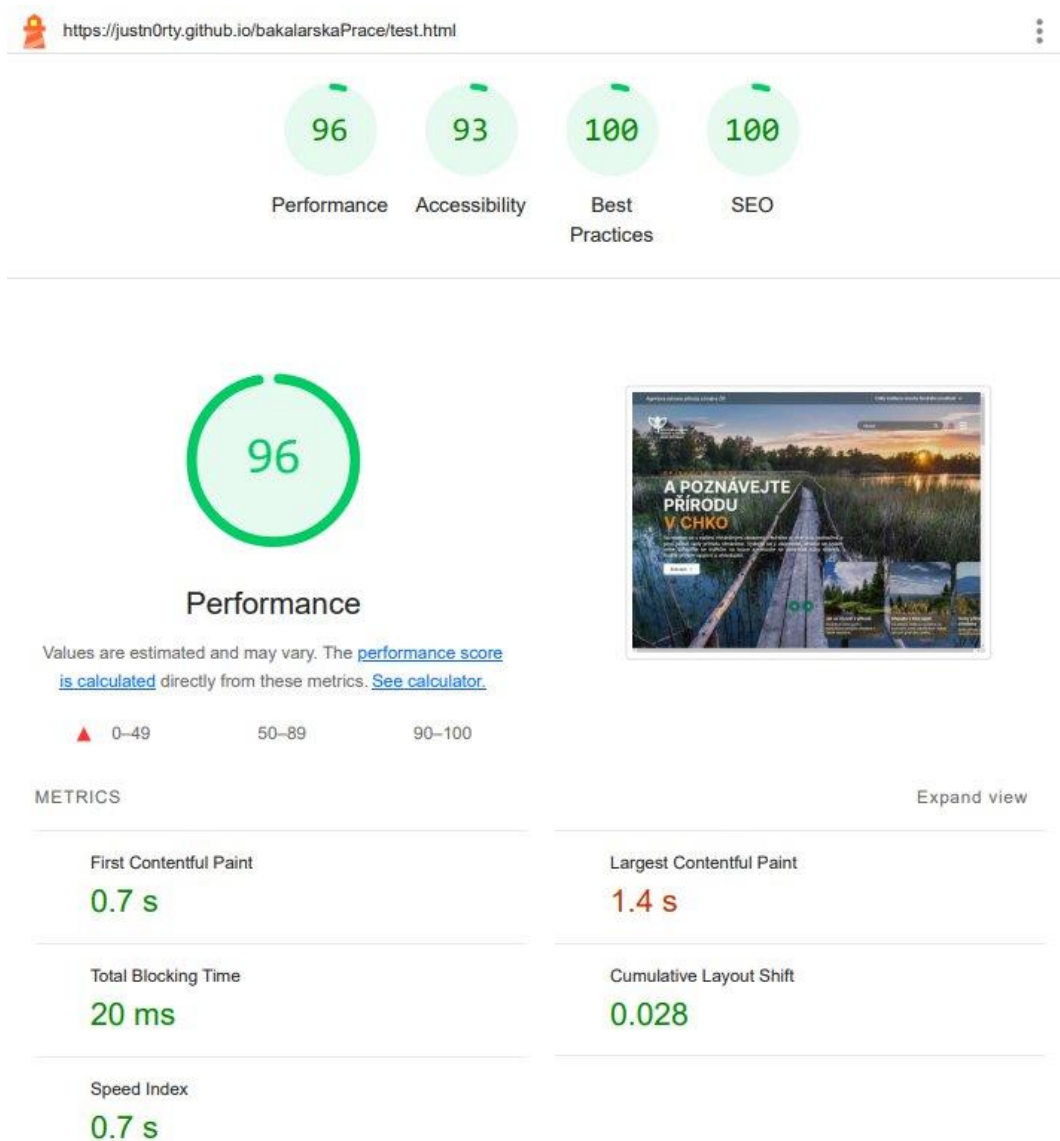 https://justn0rty.github.io/bakalarskaPrace/test.html
96
93
100
100
Performance
Accessibility
Best
Practices
SEO
96
Performance
Values are estimated and may vary. The performance score
is calculated directly from these metrics. See calculator.
0–49
50–89
90–100
A POZNÁVEJTE
PŘÍRODU
V CHKO
METRICS
Expand view
First Contentful Paint
0.7 s
Largest Contentful Paint
1.4 s
Total Blocking Time
20 ms
Cumulative Layout Shift
0.028
Speed Index
0.7 s